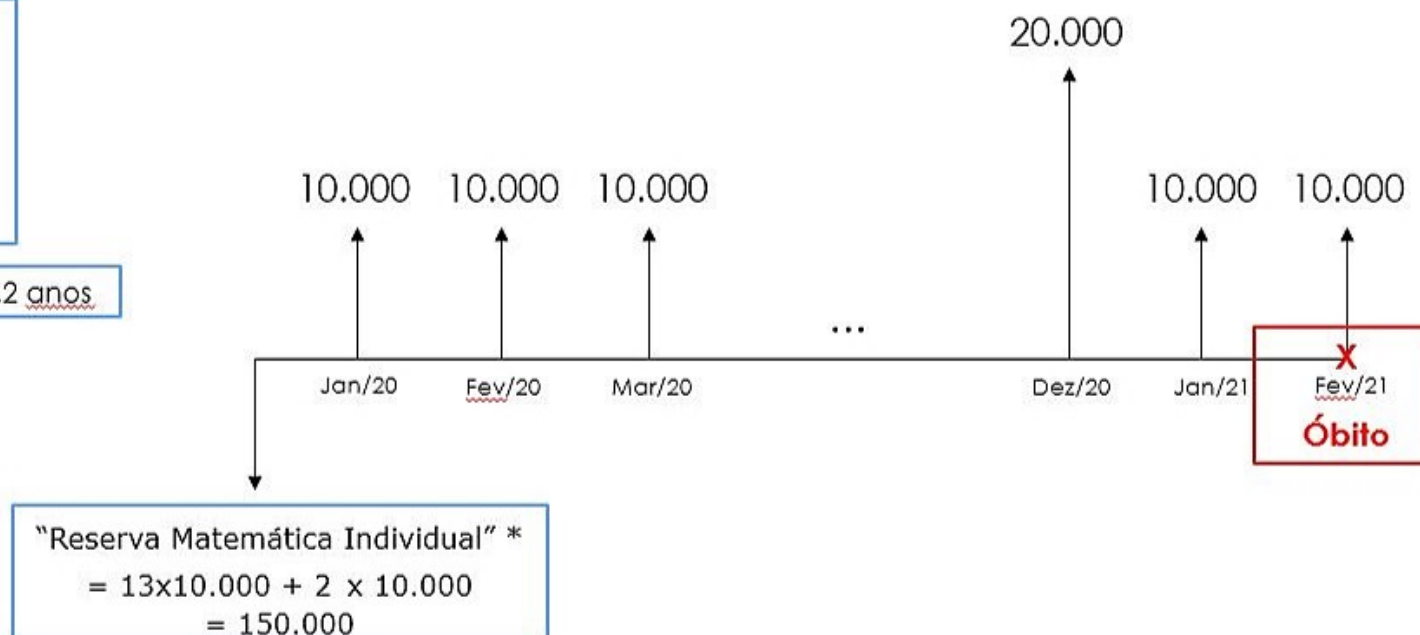 20.000
10.000 10.000 10.000 10.000 10.000
2 anos
...
Jan/20 Fev/20 Mar/20 Dez/20 Jan/21 Fev/21
X
Óbito
“Reserva Matemática Individual” *
= 13x10.000 + 2 x 10.000
= 150.000